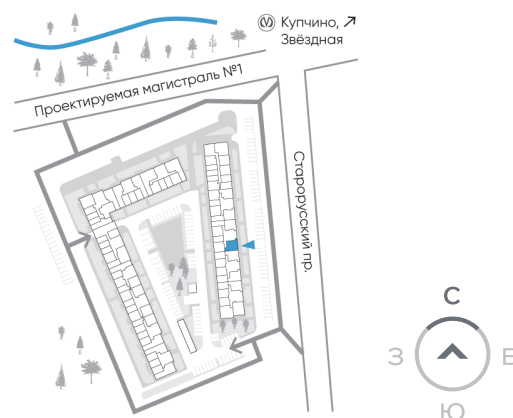 Купчино,
Звёздная
Проектируемая магистраль №1
Старорусский пр.
С
З
В
Ю